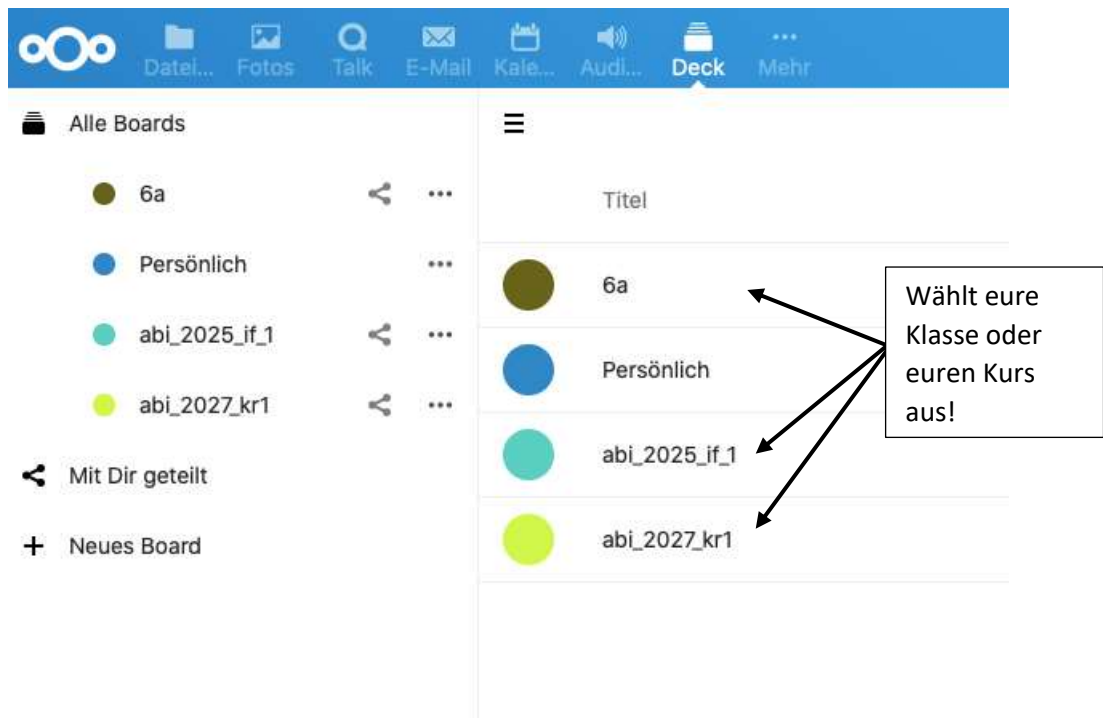 Datei... Fotos Talk E-Mail Kale... Audi... Deck Mehr
Alle Boards
6a
Persönlich
abi_2025_if_1
abi_2027_kr1
Mit Dir geteilt
Neues Board
Titel
6a
Persönlich
abi_2025_if_1
abi_2027_kr1
Wählt eure
Klasse oder
euren Kurs
aus!